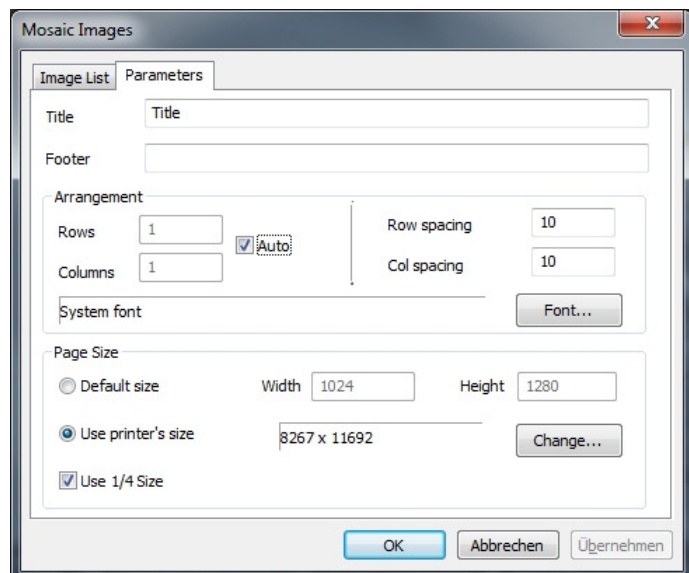 Mosaic Images
Image List Parameters
Title Title
Footer
Arrangement
Rows 1
Auto
Columns 1
Row spacing 10
Col spacing 10
System font Font...
Page Size
Default size Width 1024 Height 1280
Use printer's size 8267 x 11692 Change...
Use 1/4 Size
OK Abbrechen Übernehmen